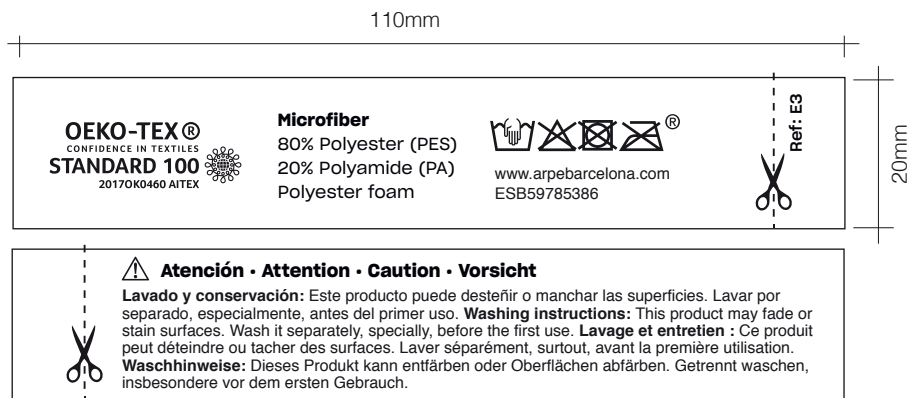 110mm
OEKO-TEX®
CONFIDENCE IN TEXTILES
STANDARD 100
2017OK0460 AITEX
Microfiber
80% Polyester (PES)
20% Polyamide (PA)
Polyester foam
®
www.arpebarcelona.com
ESB59785386
Ref: E3
20mm
Atención · Attention · Caution · Vorsicht
Lavado y conservación: Este producto puede desteñir o manchar las superficies. Lavar por
separado, especialmente, antes del primer uso. Washing instructions: This product may fade or
stain surfaces. Wash it separately, specially, before the first use. Lavage et entretien : Ce produit
peut déteindre ou tacher des surfaces. Laver séparément, surtout, avant la première utilisation.
Waschhinweise: Dieses Produkt kann entfärben oder Oberflächen abfärben. Getrennt waschen,
insbesondere vor dem ersten Gebrauch.